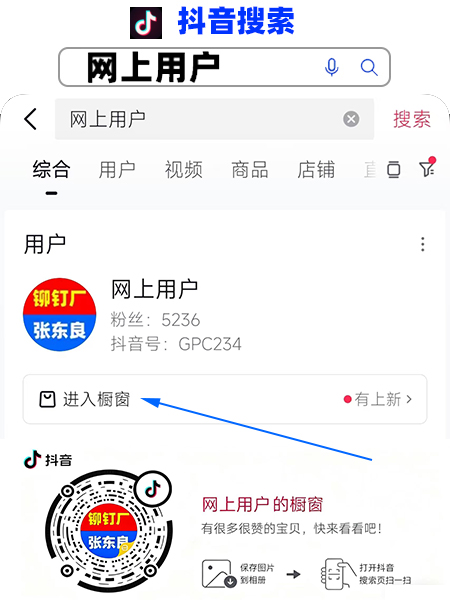 抖音搜索
网上用户
网上用户
搜索
综合 用户 视频 商品 店铺
用户
铆钉厂
张东良
网上用户
粉丝：5236
抖音号：GPC234
进入橱窗
有上新
抖音
铆钉厂
张东良
网上用户的橱窗
有很多很赞的宝贝，快来看看吧！
保存图片
到相册
打开抖音
搜索页扫一扫